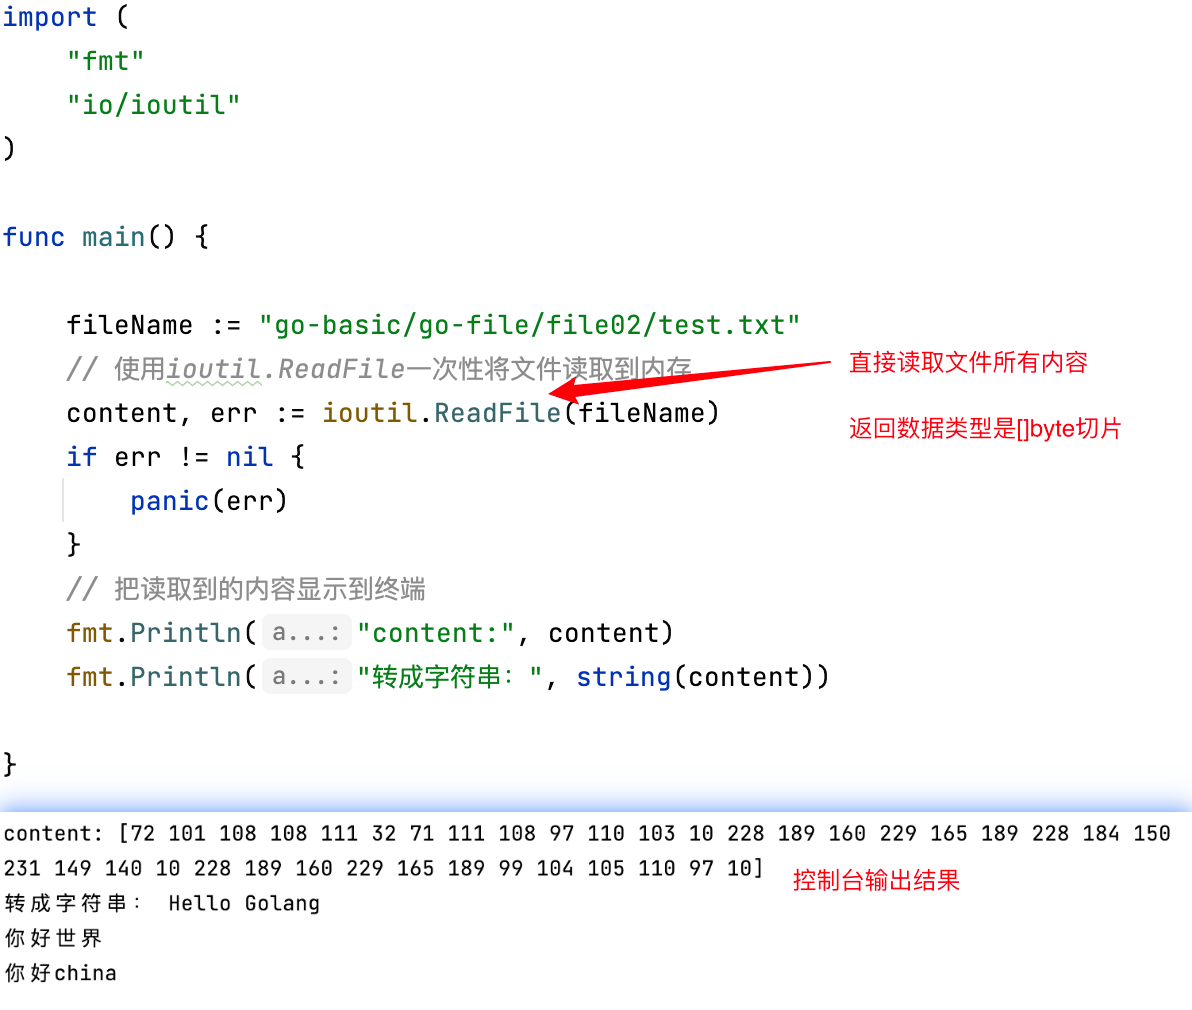 import (
    "fmt"
    "io/ioutil"
)
func main() {
    fileName := "go-basic/go-file/file02/test.txt"
    // 使用ioutil.ReadFile一次性将文件读取到内存
直接读取文件所有内容
    content, err := ioutil.ReadFile(fileName)
返回数据类型是[]byte切片
    if err != nil {
        panic(err)
    }
    // 把读取到的内容显示到终端
    fmt.Println( a...: "content:", content)
    fmt.Println( a...: "转成字符串: ", string(content))
}
content: [72 101 108 108 111 32 71 111 108 97 110 103 10 228 189 160 229 165 189 228 184 150
231 149 140 10 228 189 160 229 165 189 99 104 105 110 97 10]
控制台输出结果
转成字符串: Hello Golang
你好世界
你好china